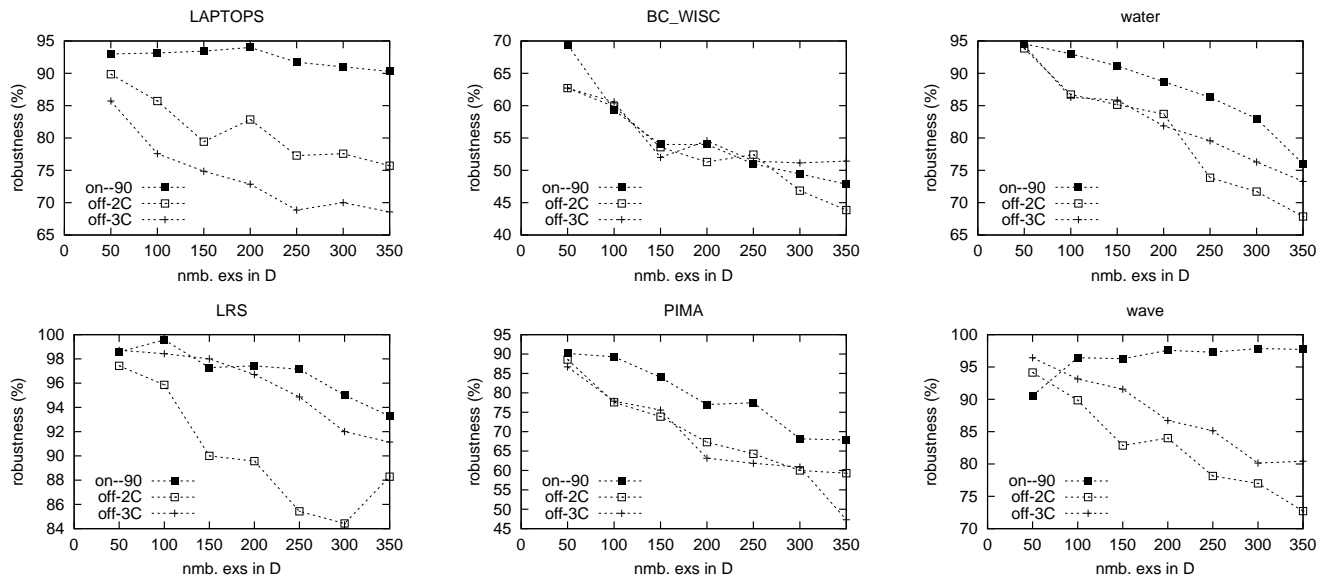 LAPTOPS
robustness (%)
95
90
85
80
75
70
65
on--90
off-2C
off-3C
0 50 100 150 200 250 300 350
nmb. exs in D
BC_WISC
robustness (%)
70
65
60
55
50
45
40
on--90
off-2C
off-3C
0 50 100 150 200 250 300 350
nmb. exs in D
water
robustness (%)
95
90
85
80
75
70
65
on--90
off-2C
off-3C
0 50 100 150 200 250 300 350
nmb. exs in D
LRS
robustness (%)
100
98
96
94
92
90
88
86
84
on--90
off-2C
off-3C
0 50 100 150 200 250 300 350
nmb. exs in D
PIMA
robustness (%)
95
90
85
80
75
70
65
60
55
50
45
on--90
off-2C
off-3C
0 50 100 150 200 250 300 350
nmb. exs in D
wave
robustness (%)
100
95
90
85
80
75
70
on--90
off-2C
off-3C
0 50 100 150 200 250 300 350
nmb. exs in D